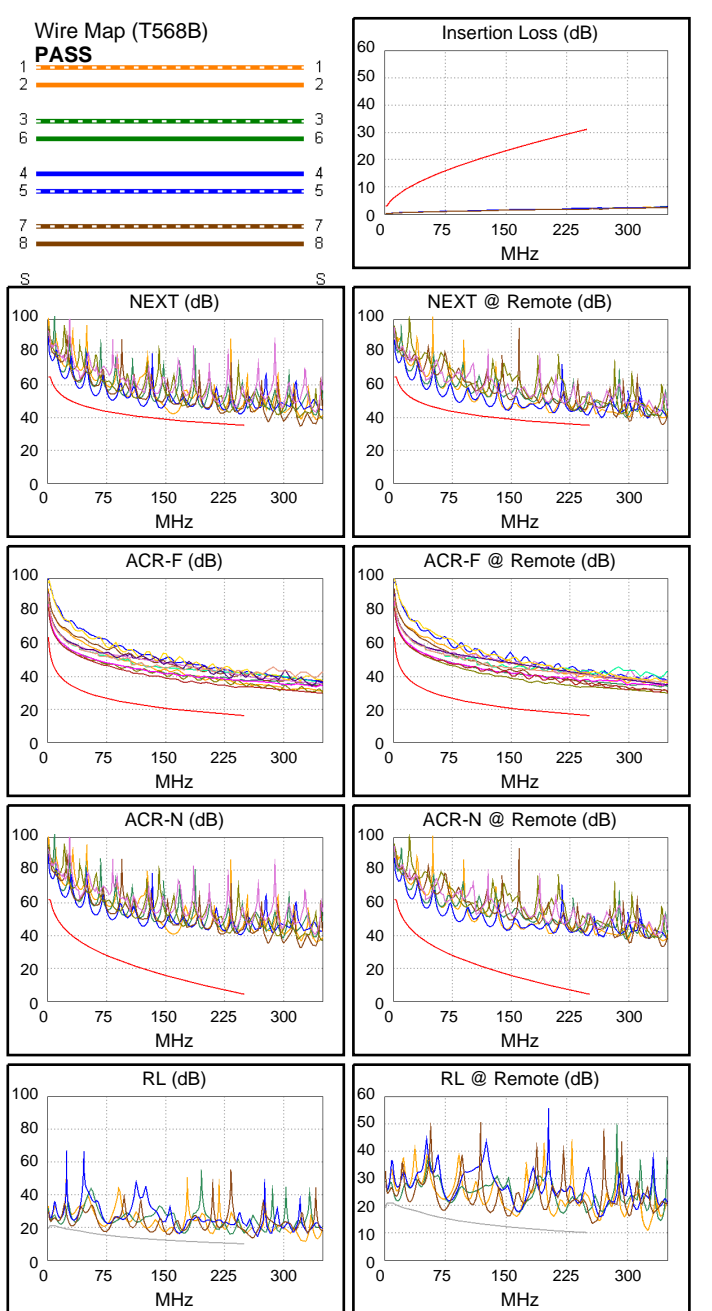 Wire Map (T568B)
PASS
1 1
2 2
3 3
6 6
4 4
5 5
7 7
8 8
S S
Insertion Loss (dB)
60
50
40
30
20
10
0
75 150 225 300
MHz
NEXT (dB)
100
80
60
40
20
0
0 75 150 225 300
MHz
NEXT @ Remote (dB)
100
80
60
40
20
0
0 75 150 225 300
MHz
ACR-F (dB)
100
80
60
40
20
0
0 75 150 225 300
MHz
ACR-F @ Remote (dB)
100
80
60
40
20
0
0 75 150 225 300
MHz
ACR-N (dB)
100
80
60
40
20
0
0 75 150 225 300
MHz
ACR-N @ Remote (dB)
100
80
60
40
20
0
0 75 150 225 300
MHz
RL (dB)
100
80
60
40
20
0
0 75 150 225 300
MHz
RL @ Remote (dB)
60
50
40
30
20
10
0
0 75 150 225 300
MHz